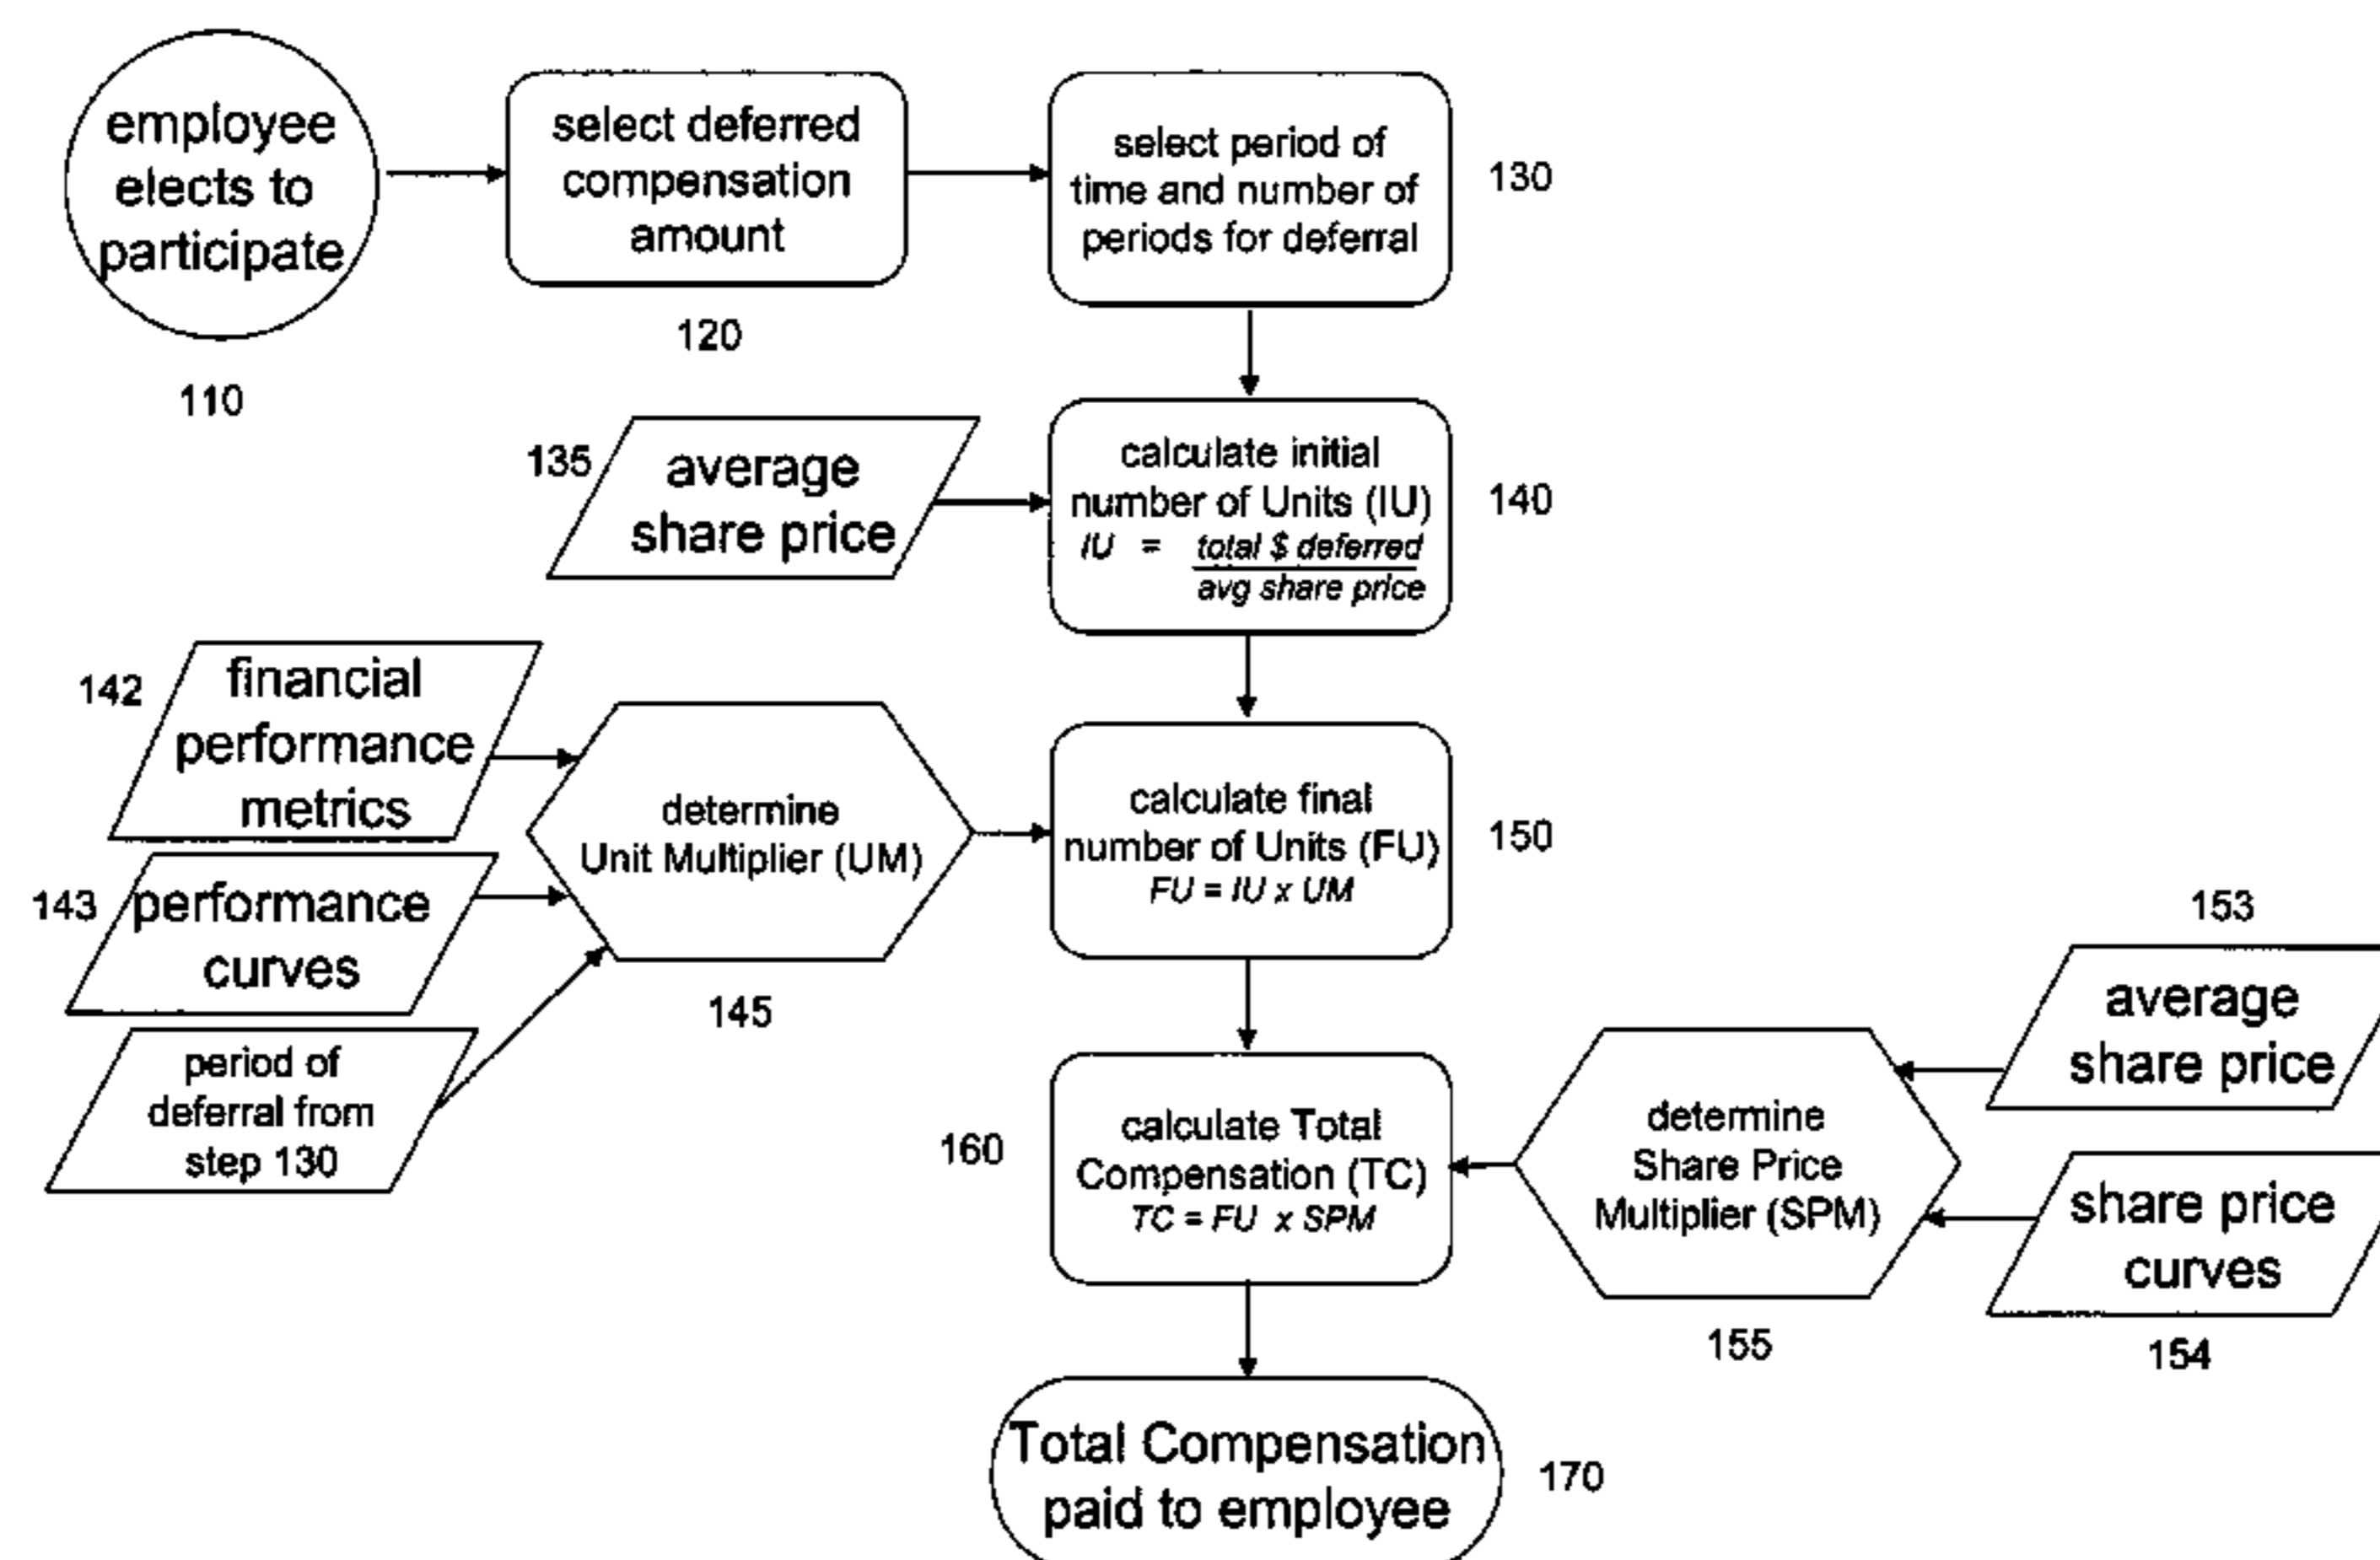 employee
elects to
participate
110
select deferred
compensation
amount
120
select period of
time and number of
periods for deferral
130
135
average
share price
calculate initial
number of Units (IU)
IU = total $ deferred
avg share price
140
142
financial
performance
metrics
143
performance
curves
period of
deferral from
step 130
determine
Unit Multiplier (UM)
145
calculate final
number of Units (FU)
FU = IU x UM
150
153
average
share price
share price
curves
154
determine
Share Price
Multiplier (SPM)
155
160
calculate Total
Compensation (TC)
TC = FU x SPM
Total Compensation
paid to employee
170